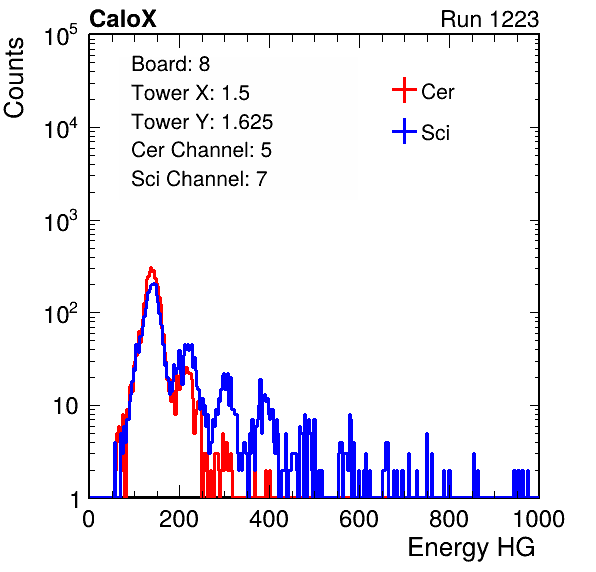 CaloX Run 1223
Board: 8
Tower X: 1.5
Tower Y: 1.625
Cer Channel: 5
Sci Channel: 7
Cer
Sci
Counts
10^5
10^4
10^3
10^2
10
1
0 200 400 600 800 1000
Energy HG